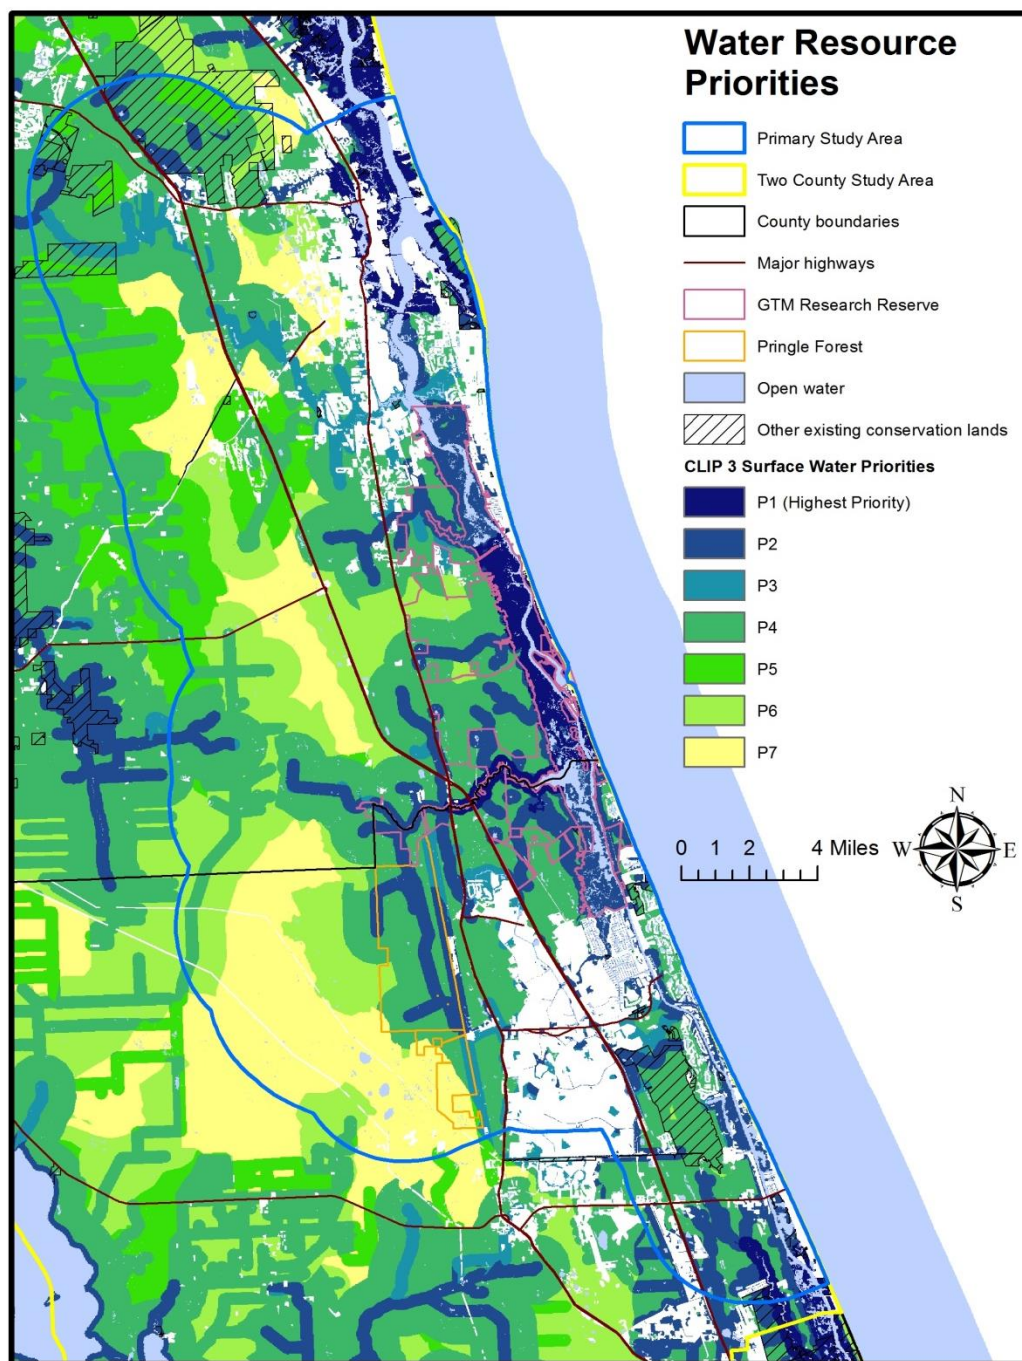 Water Resource
Priorities
Primary Study Area
Two County Study Area
County boundaries
Major highways
GTM Research Reserve
Pringle Forest
Open water
Other existing conservation lands
CLIP 3 Surface Water Priorities
P1 (Highest Priority)
P2
P3
P4
P5
P6
P7
0 1 2 4 Miles
N
W E
S